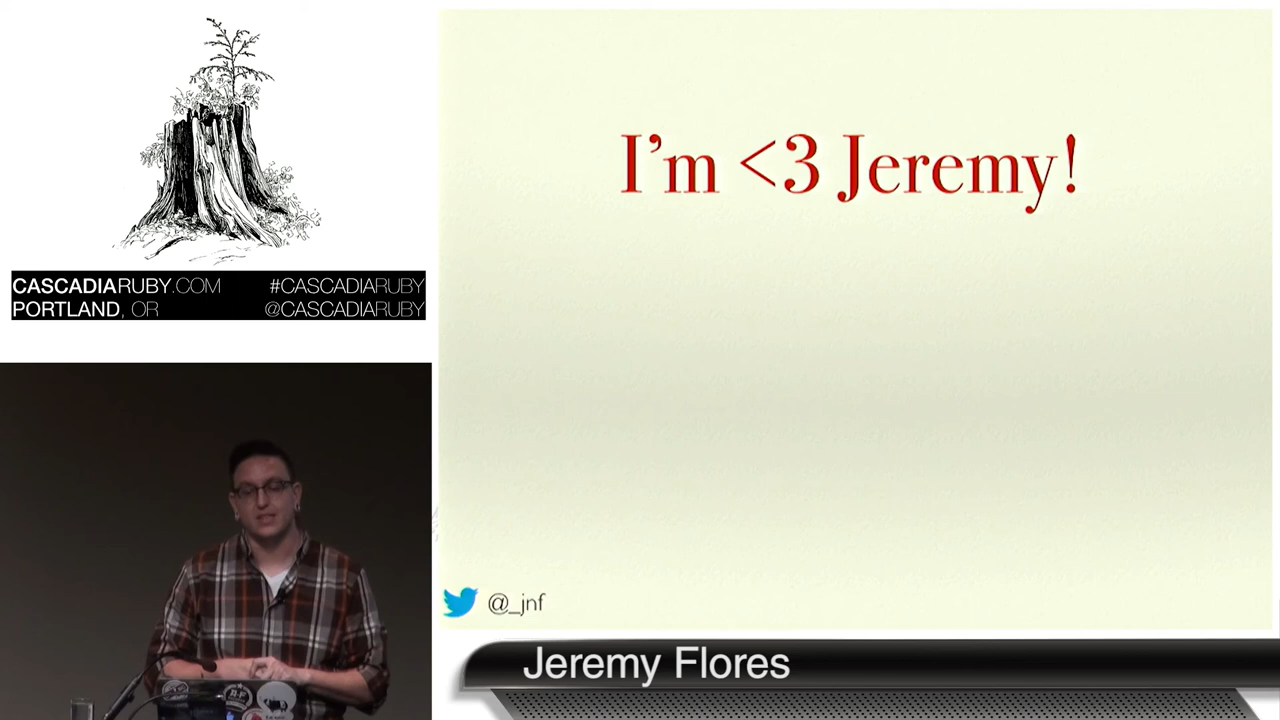 CASCADIARUBY.COM #CASCADIARUBY
PORTLAND, OR @CASCADIARUBY
I'm <3 Jeremy!
@_jnf
Jeremy Flores